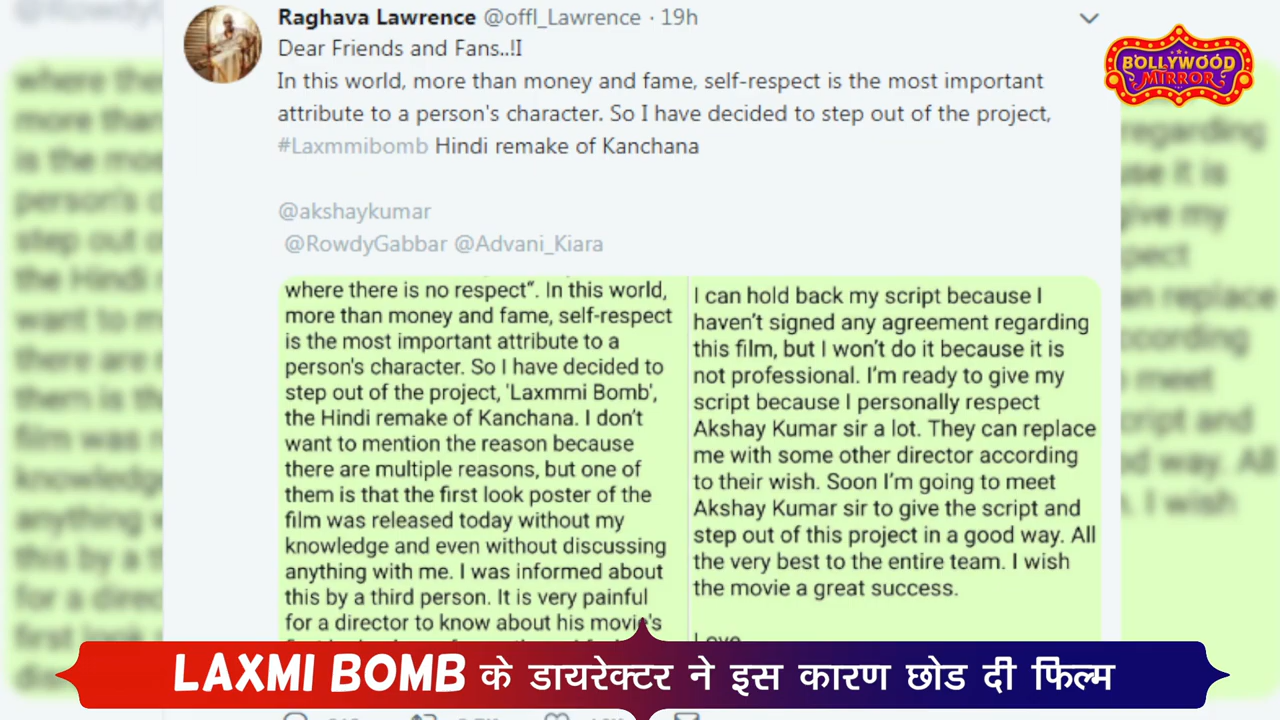 Raghava Lawrence @offl_Lawrence · 19h
Dear Friends and Fans..!I
In this world, more than money and fame, self-respect is the most important
attribute to a person's character. So I have decided to step out of the project,
#Laxmmibomb Hindi remake of Kanchana
@akshaykumar
@RowdyGabbar @Advani_Kiara
BOLLYWOOD
MIRROR
where there is no respect". In this world,
more than money and fame, self-respect
is the most important attribute to a
person's character. So I have decided to
step out of the project, 'Laxmmi Bomb',
the Hindi remake of Kanchana. I don't
want to mention the reason because
there are multiple reasons, but one of
them is that the first look poster of the
film was released today without my
knowledge and even without discussing
anything with me. I was informed about
this by a third person. It is very painful
for a director to know about his movie's
I can hold back my script because I
haven't signed any agreement regarding
this film, but I won't do it because it is
not professional. I'm ready to give my
script because I personally respect
Akshay Kumar sir a lot. They can replace
me with some other director according
to their wish. Soon I'm going to meet
Akshay Kumar sir to give the script and
step out of this project in a good way. All
the very best to the entire team. I wish
the movie a great success.
Love
LAXMI BOMB के डायरेक्टर ने इस कारण छोड दी फिल्म